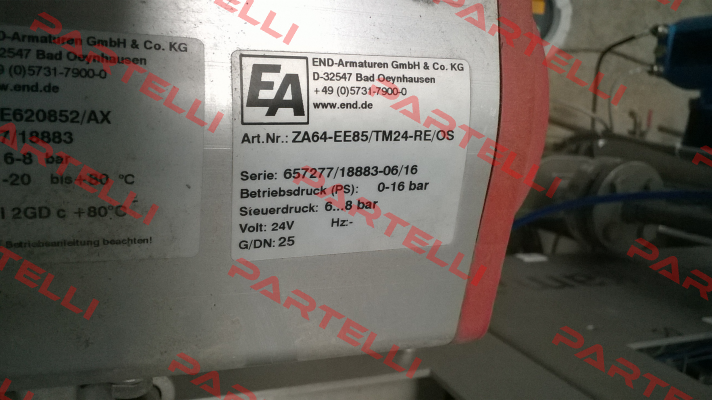 D-Armaturen GmbH & Co. KG
-32547 Bad Oeynhausen
49 (0)5731-7900-0
w.end.de
E620852/AX
7/18883
6-8 bar
-20 bis+80 °C
I 2GD c +80°C
Betriebsanleitung beachten!
EA
END-Armaturen GmbH & Co. KG
D-32547 Bad Oeynhausen
+49 (0)5731-7900-0
www.end.de
Art.Nr.: ZA64-EE85/TM24-RE/OS
Serie: 657277/18883-06/16
Betriebsdruck (PS): 0-16 bar
Steuerdruck: 6...8 bar
Volt: 24V Hz:-
G/DN: 25
PARTELLI
PARTELLI
PARTELLI
PARTELLI
PARTELLI
PARTELLI